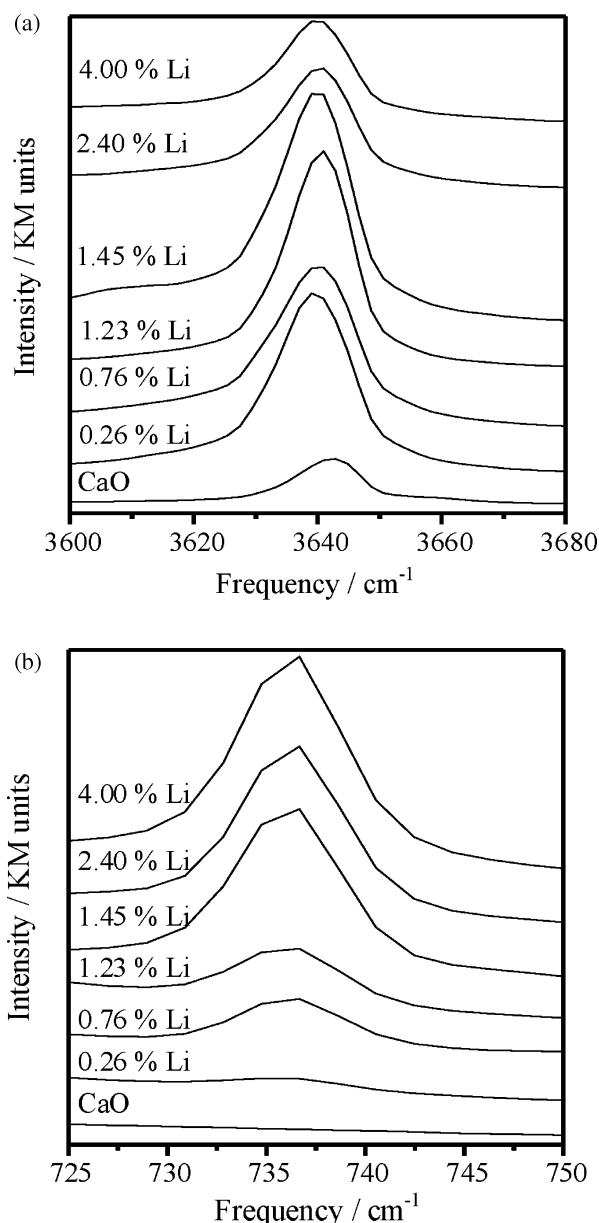 (a)
4.00 % Li
2.40 % Li
1.45 % Li
1.23 % Li
0.76 % Li
0.26 % Li
CaO
Intensity / KM units
3600 3620 3640 3660 3680
Frequency / cm⁻¹
(b)
4.00 % Li
2.40 % Li
1.45 % Li
1.23 % Li
0.76 % Li
0.26 % Li
CaO
Intensity / KM units
725 730 735 740 745 750
Frequency / cm⁻¹